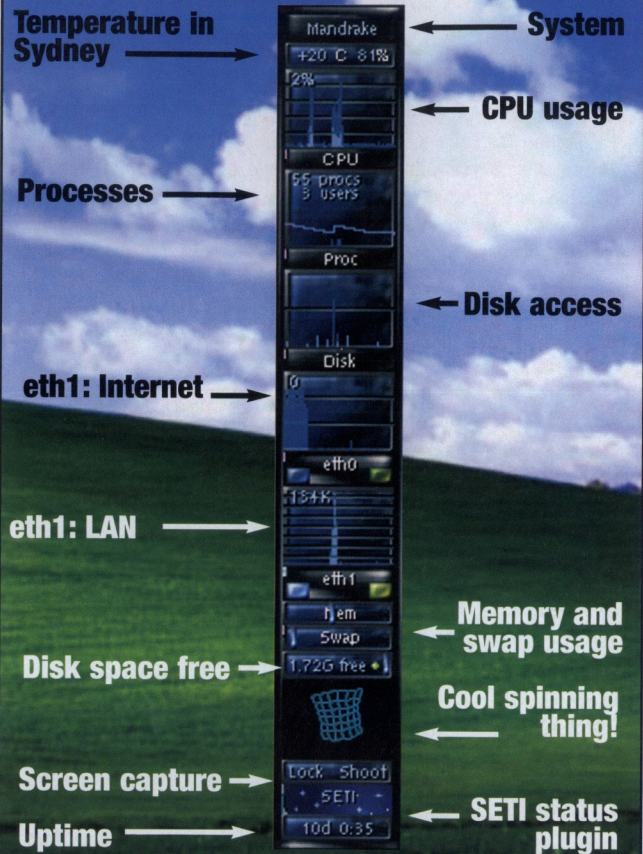 Temperature in
Sydney
Mandrake
System
+20 C 81%
2%
CPU usage
CPU
Processes
55 procs
3 users
Proc
Disk access
Disk
eth1: Internet
0
eth0
eth1: LAN
134K
eth1
Mem
Swap
Memory and
swap usage
Disk space free
1.72G free
Cool spinning
thing!
Screen capture
Lock Shoot
SETI
SETI status
plugin
Uptime
10d 0:35